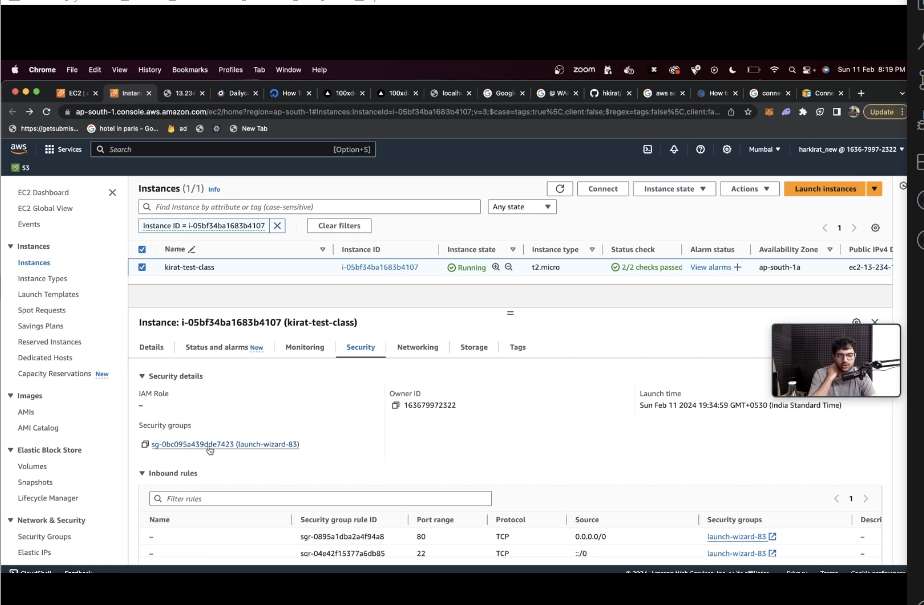 Chrome File Edit View History Bookmarks Profiles Tab Window Help zoom Sun 11 Feb 8:19 PM
EC2 Instan 13.234 Dailyc How T 100xd 100xd localh Googl @ WA hkirat/ aws s How t conne Conne
ap-south-1.console.aws.amazon.com/ec2/home?region=ap-south-1#Instances:instanceId=i-05bf34ba1683b4107;v=3;$case=tags:true%5C,client:false;$regex=tags:false%5C,client:fa... Update
https://getsubmis... hotel in paris - Go... ad New Tab
aws Services Search [Option+S] Mumbai harkirat_new @ 1636-7997-2322
S3
EC2 Dashboard
EC2 Global View
Events
Instances
Instances
Instance Types
Launch Templates
Spot Requests
Savings Plans
Reserved Instances
Dedicated Hosts
Capacity Reservations New
Images
AMIs
AMI Catalog
Elastic Block Store
Volumes
Snapshots
Lifecycle Manager
Network & Security
Security Groups
Elastic IPs
Instances (1/1) Info Connect Instance state Actions Launch instances
Find Instance by attribute or tag (case-sensitive) Any state
Instance ID = i-05bf34ba1683b4107 Clear filters 1
Name Instance ID Instance state Instance type Status check Alarm status Availability Zone Public IPv4 D
kirat-test-class i-05bf34ba1683b4107 Running t2.micro 2/2 checks passed View alarms + ap-south-1a ec2-13-234-
Instance: i-05bf34ba1683b4107 (kirat-test-class)
Details Status and alarms New Monitoring Security Networking Storage Tags
Security details
IAM Role Owner ID Launch time
– 163679972322 Sun Feb 11 2024 19:34:59 GMT+0530 (India Standard Time)
Security groups
sg-0bc095a439dde7423 (launch-wizard-83)
Inbound rules
Filter rules 1
Name Security group rule ID Port range Protocol Source Security groups Descri
– sgr-0895a1dba2a4f94a8 80 TCP 0.0.0.0/0 launch-wizard-83 –
– sgr-04e42f15377a6db85 22 TCP ::/0 launch-wizard-83 –